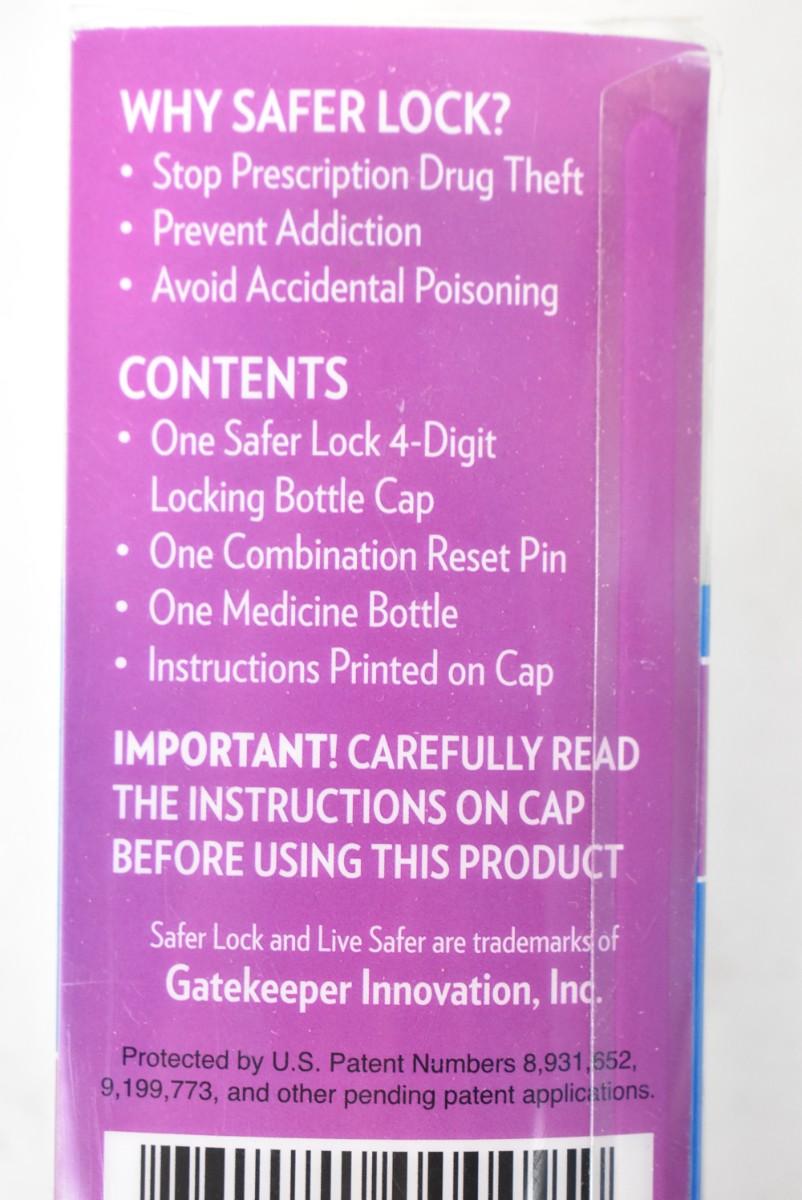 WHY SAFER LOCK?
• Stop Prescription Drug Theft
• Prevent Addiction
• Avoid Accidental Poisoning
CONTENTS
• One Safer Lock 4-Digit
Locking Bottle Cap
• One Combination Reset Pin
• One Medicine Bottle
• Instructions Printed on Cap
IMPORTANT! CAREFULLY READ
THE INSTRUCTIONS ON CAP
BEFORE USING THIS PRODUCT
Safer Lock and Live Safer are trademarks of
Gatekeeper Innovation, Inc.
Protected by U.S. Patent Numbers 8,931,652,
9,199,773, and other pending patent applications.